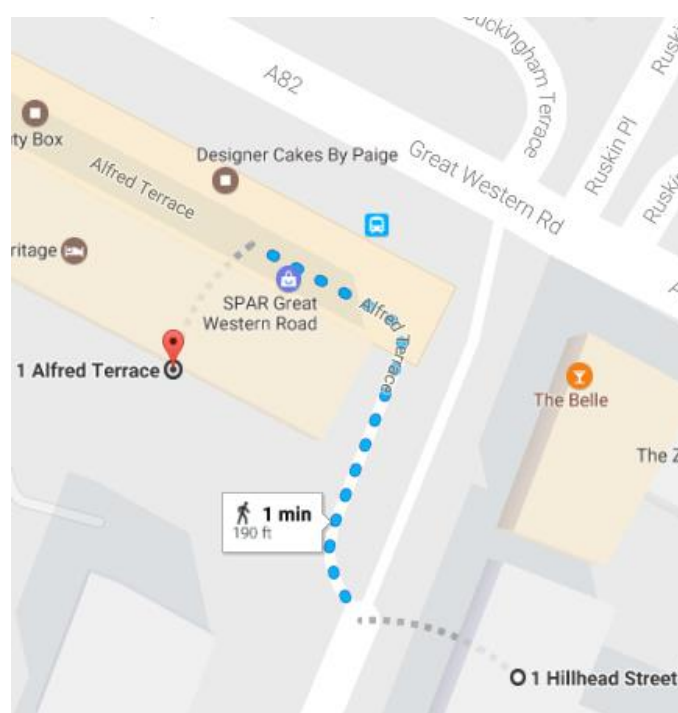 Buckingham Terrace
A82
Ruskin Pl
ty Box
Designer Cakes By Paige
Great Western Rd
Alfred Terrace
ritage
SPAR Great
Western Road
Alfred Terrace
1 Alfred Terrace
The Belle
The Z
1 min
190 ft
1 Hillhead Street